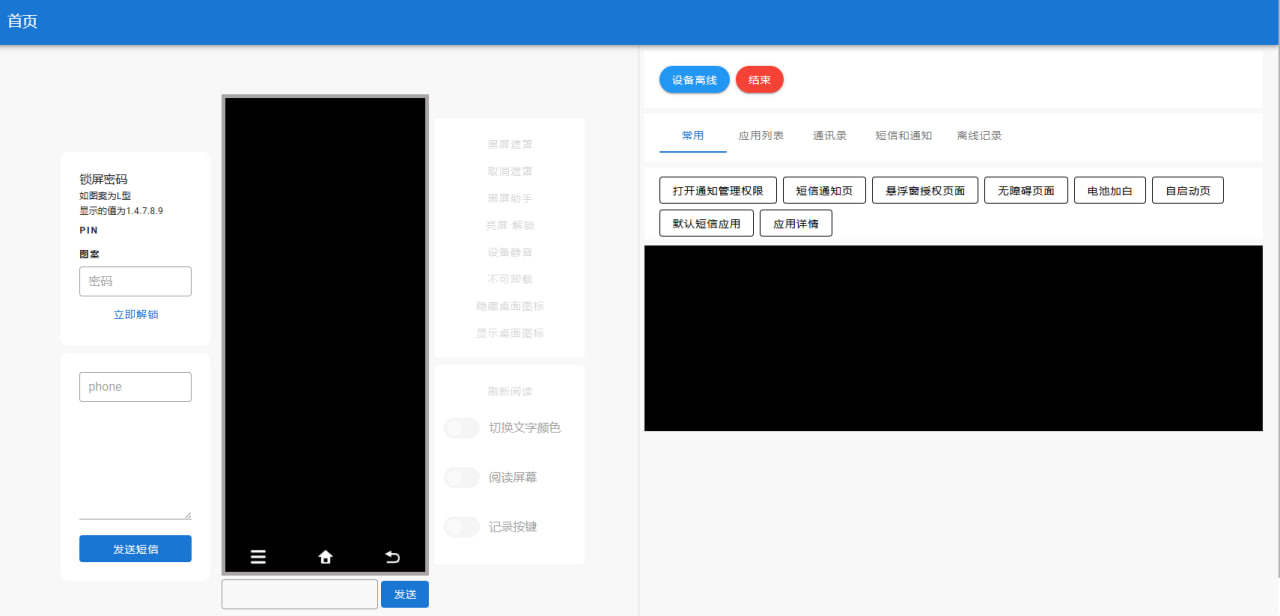 首页
锁屏密码
如图案为L型
显示的值为1.4.7.8.9
PIN
图案
密码
立即解锁
phone
发送短信
发送
黑屏遮罩
取消遮罩
黑屏助手
亮屏·解锁
设备静音
不可卸载
隐藏桌面图标
显示桌面图标
刷新阅读
切换文字颜色
阅读屏幕
记录按键
设备离线 结束
常用 应用列表 通讯录 短信和通知 离线记录
打开通知管理权限 短信通知页 悬浮窗授权页面 无障碍页面 电池加白 自启动页
默认短信应用 应用详情